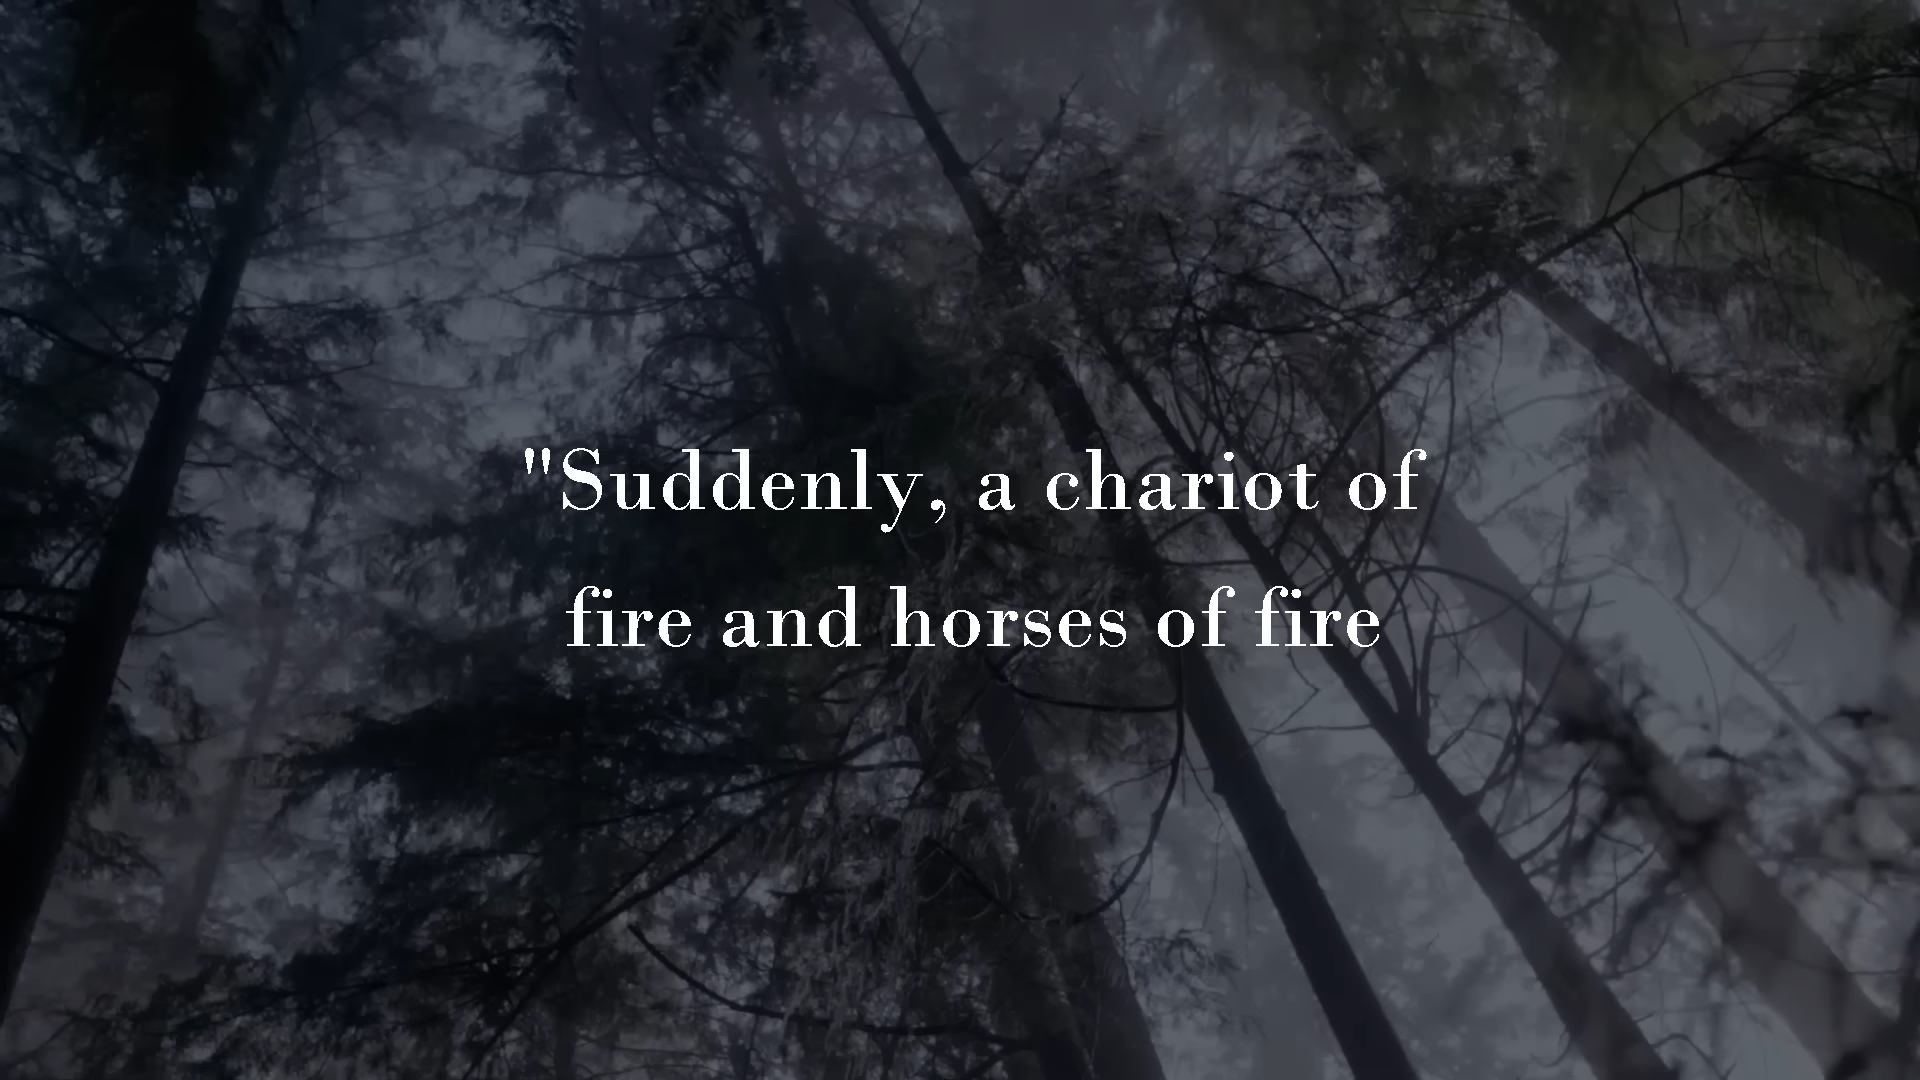 "Suddenly, a chariot of
fire and horses of fire